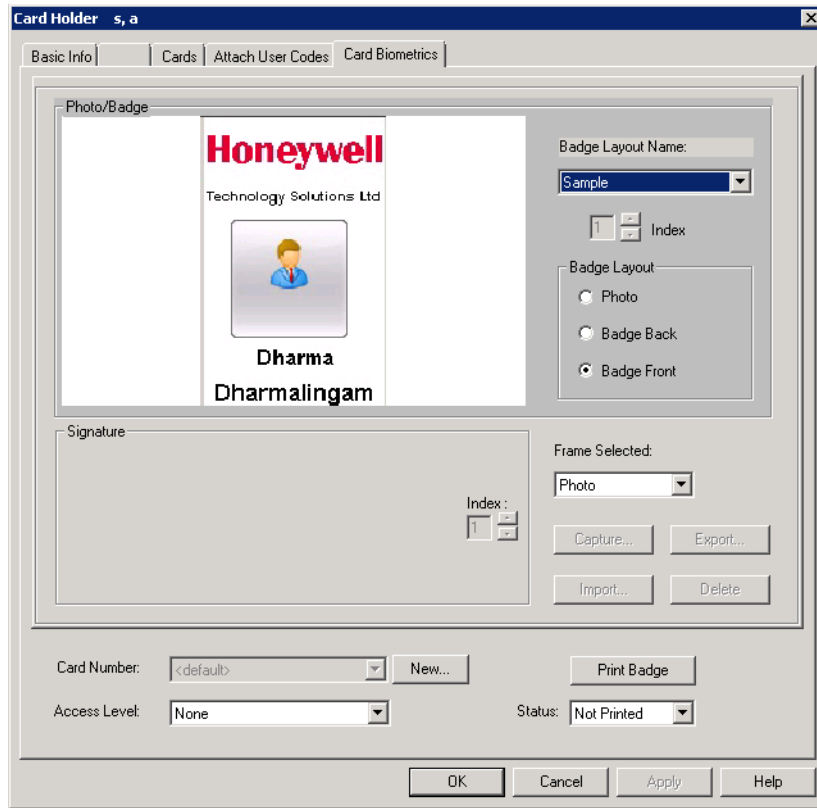 Card Holder s, a
Basic Info Cards Attach User Codes Card Biometrics
Photo/Badge
Honeywell
Technology Solutions Ltd
Dharma
Dharmalingam
Badge Layout Name:
Sample
1 Index
Badge Layout
Photo
Badge Back
Badge Front
Signature
Index :
1
Frame Selected:
Photo
Capture... Export...
Import... Delete
Card Number: <default> New... Print Badge
Access Level: None Status: Not Printed
OK Cancel Apply Help